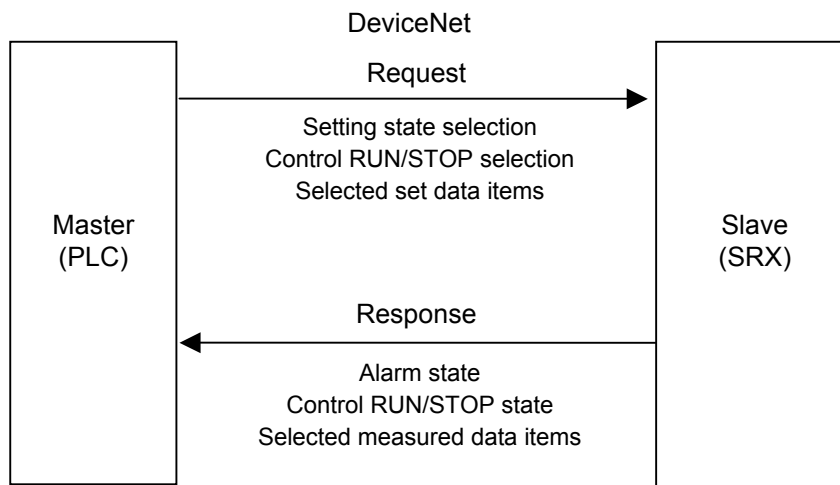 DeviceNet
Request
Setting state selection
Control RUN/STOP selection
Selected set data items
Master
(PLC)
Slave
(SRX)
Response
Alarm state
Control RUN/STOP state
Selected measured data items